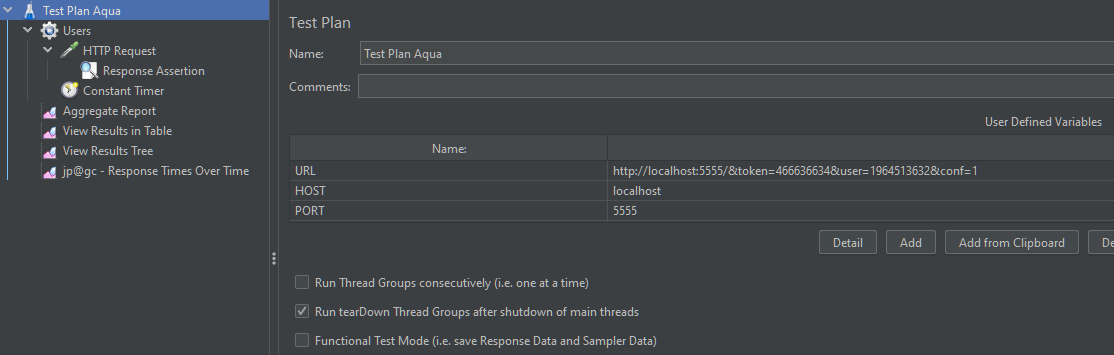 Test Plan Aqua
Users
HTTP Request
Response Assertion
Constant Timer
Aggregate Report
View Results in Table
View Results Tree
jp@gc - Response Times Over Time
Test Plan
Name: Test Plan Aqua
Comments:
User Defined Variables
Name:
URL http://localhost:5555/&token=466636634&user=1964513632&conf=1
HOST localhost
PORT 5555
Detail Add Add from Clipboard De
Run Thread Groups consecutively (i.e. one at a time)
Run tearDown Thread Groups after shutdown of main threads
Functional Test Mode (i.e. save Response Data and Sampler Data)